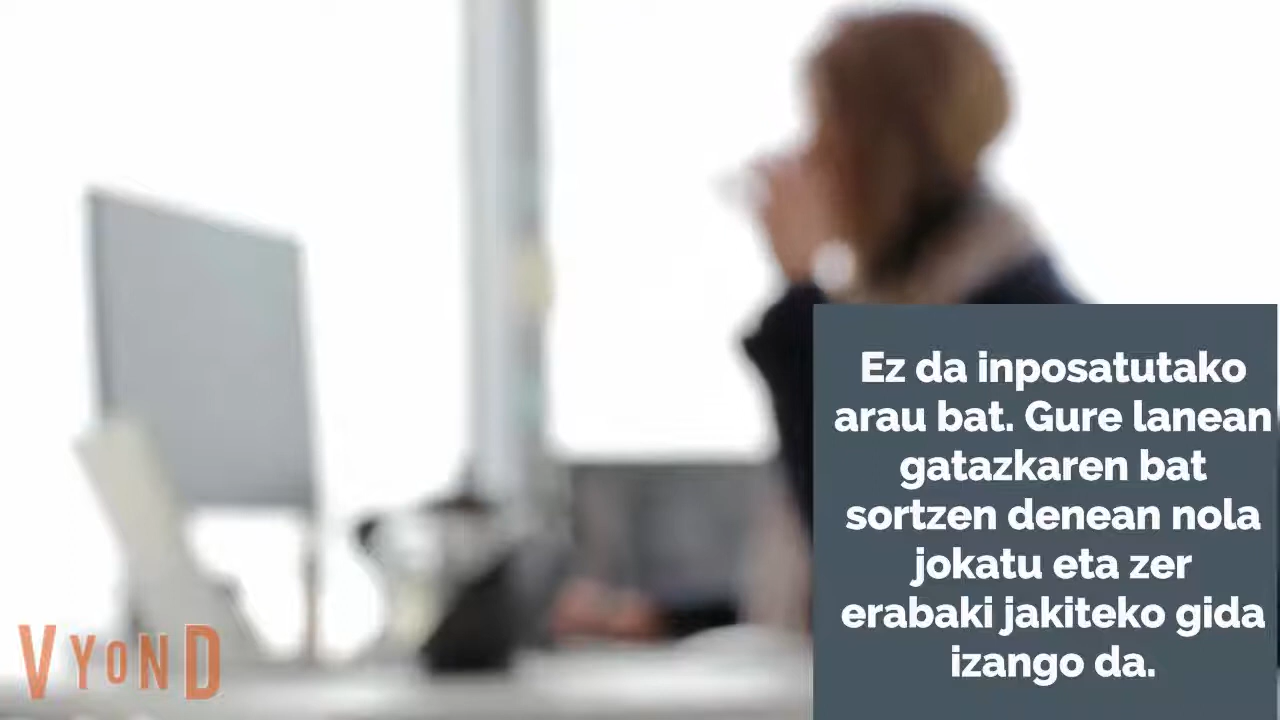 Ez da inposatutako
arau bat. Gure lanean
gatazkaren bat
sortzen denean nola
jokatu eta zer
erabaki jakiteko gida
izango da.
VYOND